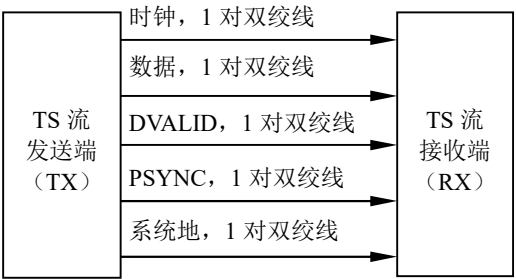 时钟，1 对双绞线
数据，1 对双绞线
TS 流
发送端
（TX）
DVALID，1 对双绞线
TS 流
接收端
（RX）
PSYNC，1 对双绞线
系统地，1 对双绞线